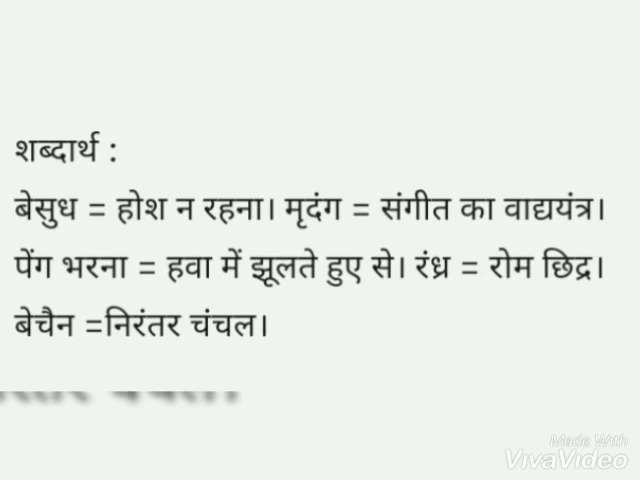 शब्दार्थ :
बेसुध = होश न रहना। मृदंग = संगीत का वाद्ययंत्र।
पेंग भरना = हवा में झूलते हुए से। रंध्र = रोम छिद्र।
बेचैन =निरंतर चंचल।
Made With
VivaVideo